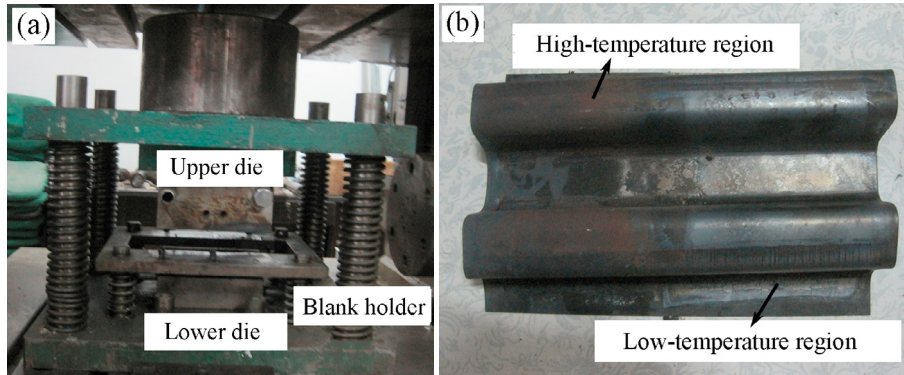 (a)
Upper die
Blank holder
Lower die
(b)
High-temperature region
Low-temperature region